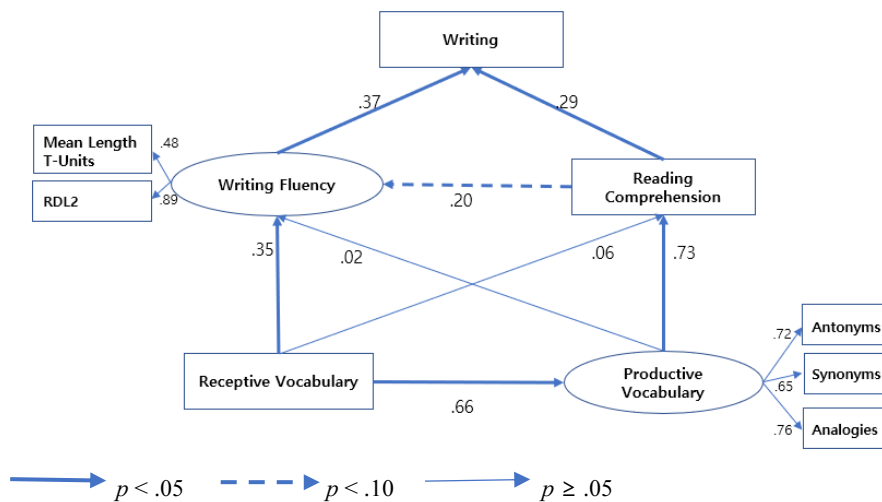 Writing
.37
.29
Mean Length
T-Units
.48
RDL2
.89
Writing Fluency
.20
Reading
Comprehension
.35
.02
.06
.73
Receptive Vocabulary
.66
Productive
Vocabulary
.72
Antonyms
.65
Synonyms
.76
Analogies
p < .05
p < .10
p ≥ .05